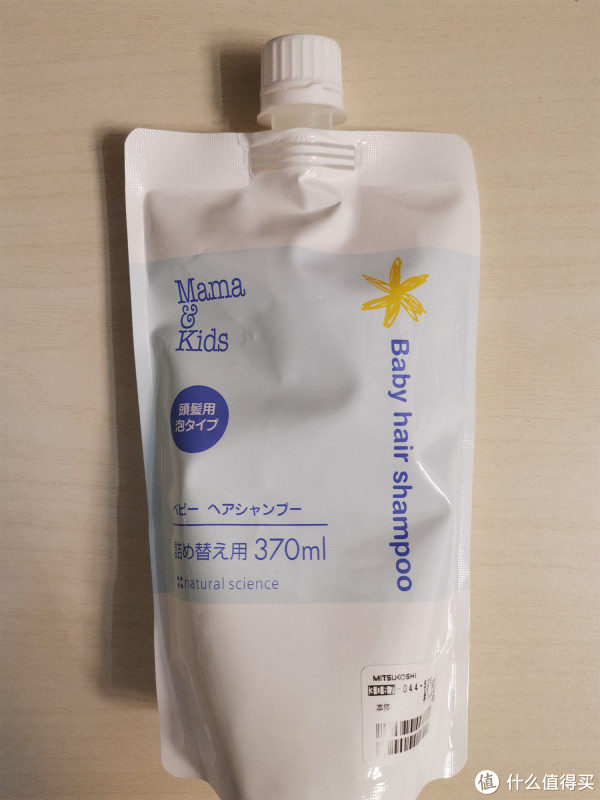 Mama
&
Kids
Baby hair shampoo
頭髪用
泡タイプ
ベビー ヘアシャンプー
詰め替え用 370ml
natural science
MITSUKOSHI
本体
值 什么值得买